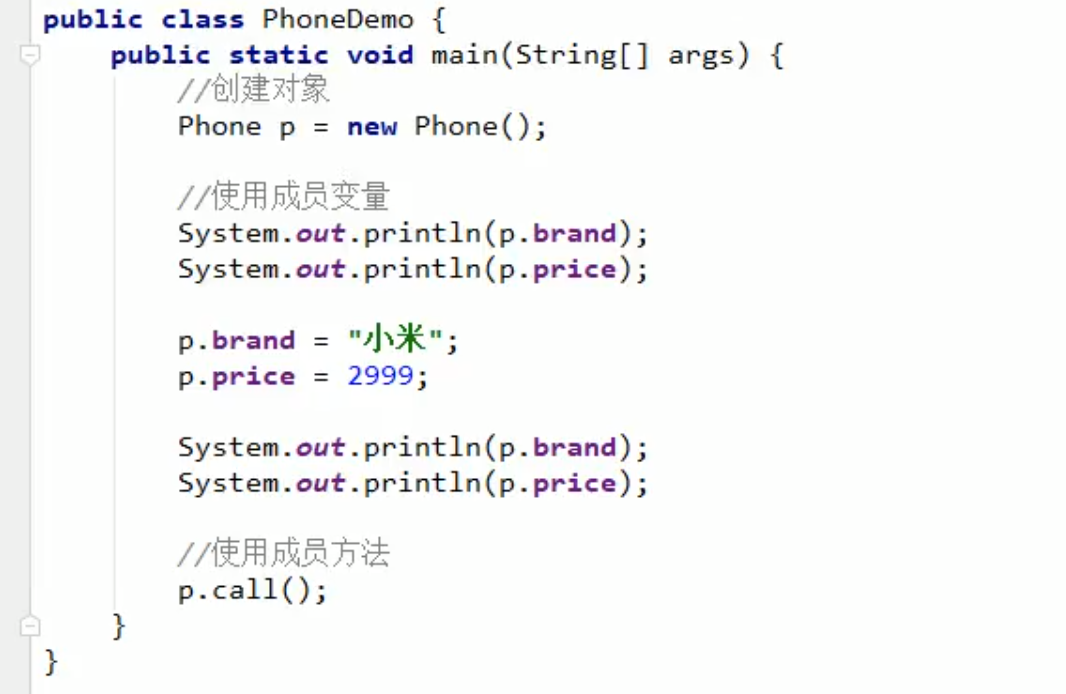 public class PhoneDemo {
    public static void main(String[] args) {
        //创建对象
        Phone p = new Phone();
        //使用成员变量
        System.out.println(p.brand);
        System.out.println(p.price);
        p.brand = "小米";
        p.price = 2999;
        System.out.println(p.brand);
        System.out.println(p.price);
        //使用成员方法
        p.call();
    }
}